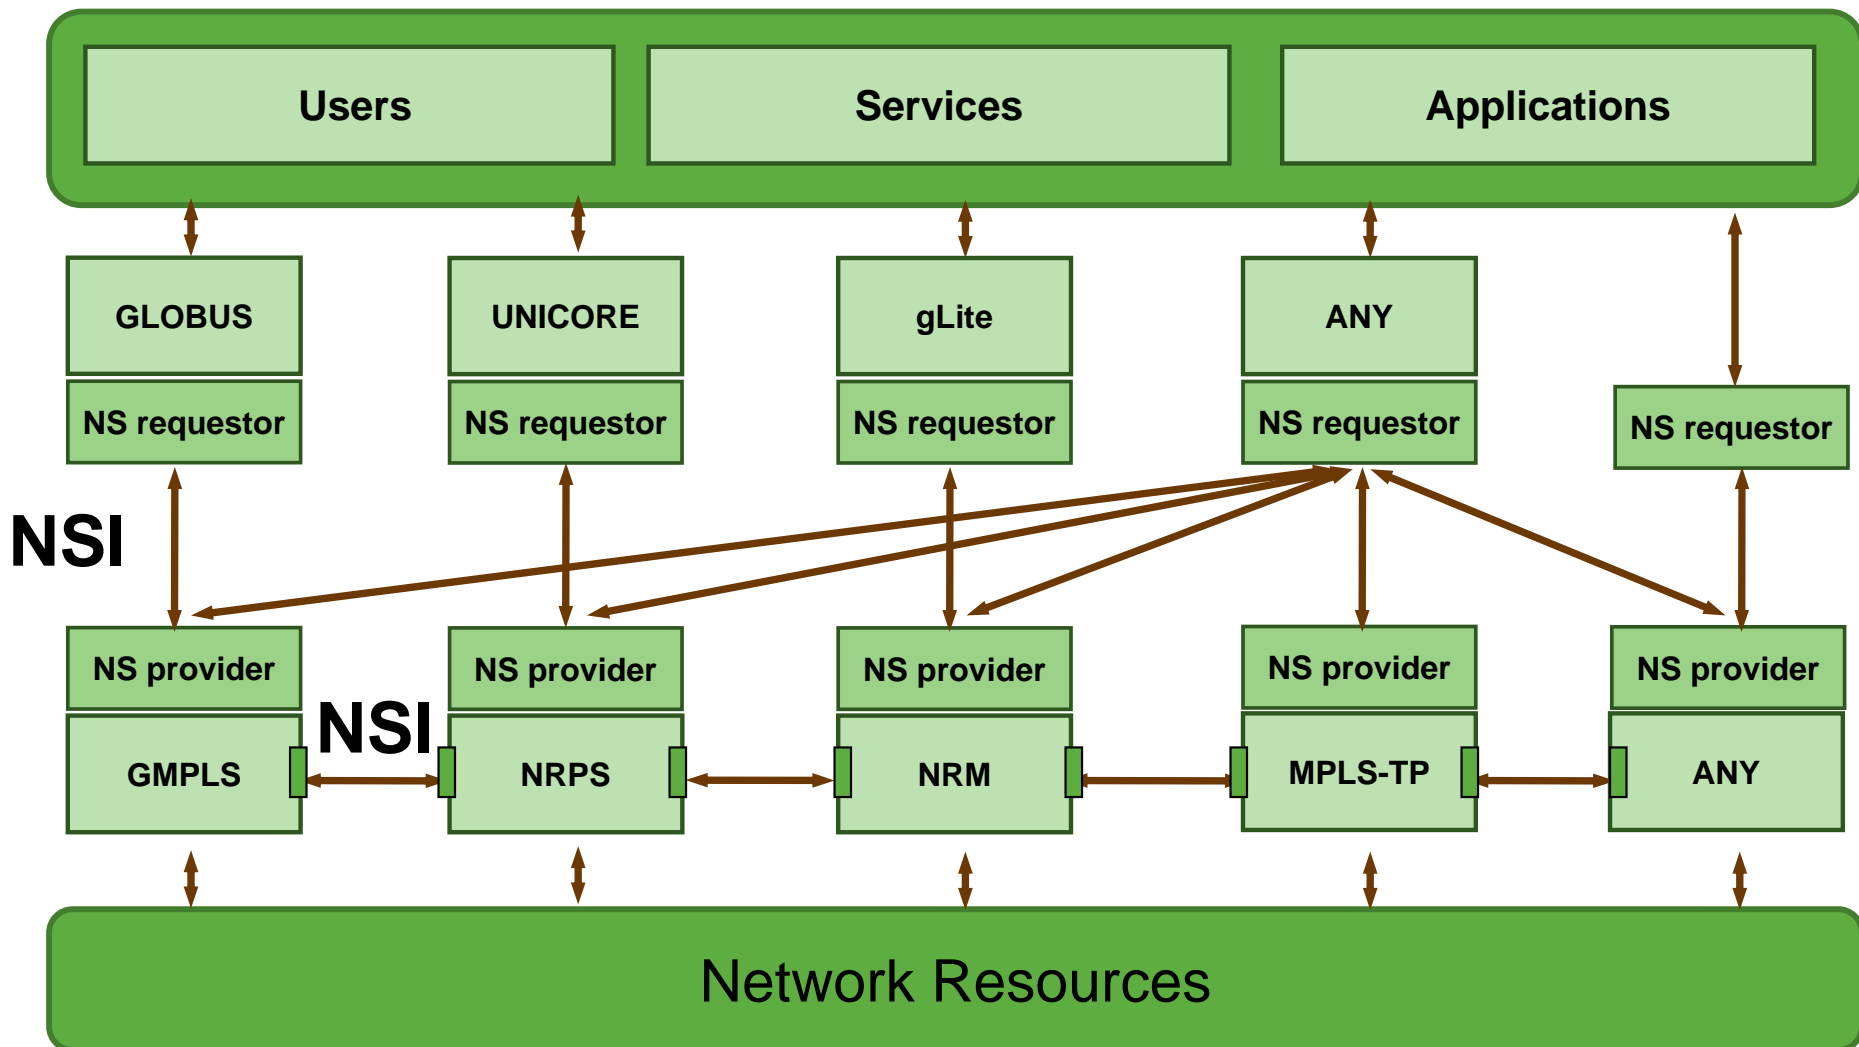 Users
Services
Applications
GLOBUS
UNICORE
gLite
ANY
NS requestor
NS requestor
NS requestor
NS requestor
NS requestor
NSI
NS provider
NS provider
NS provider
NS provider
NS provider
NSI
GMPLS
NRPS
NRM
MPLS-TP
ANY
Network Resources